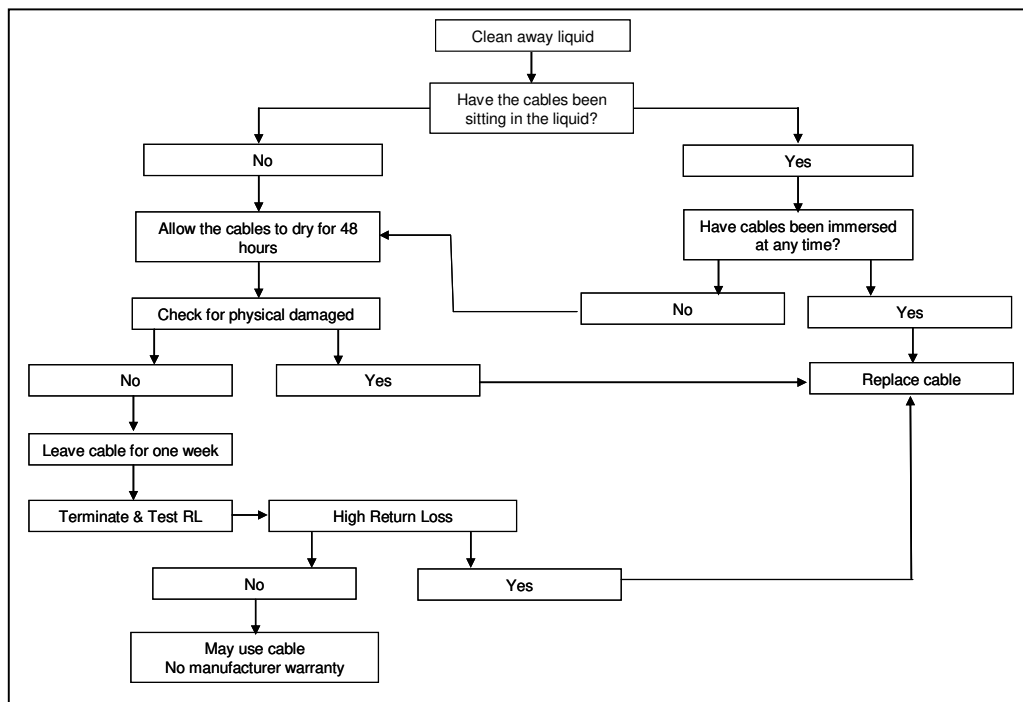 Clean away liquid
Have the cables been
sitting in the liquid?
No
Yes
Allow the cables to dry for 48
hours
Have cables been immersed
at any time?
No
Yes
Check for physical damaged
No
Yes
Replace cable
Leave cable for one week
Terminate & Test RL
High Return Loss
No
Yes
May use cable
No manufacturer warranty